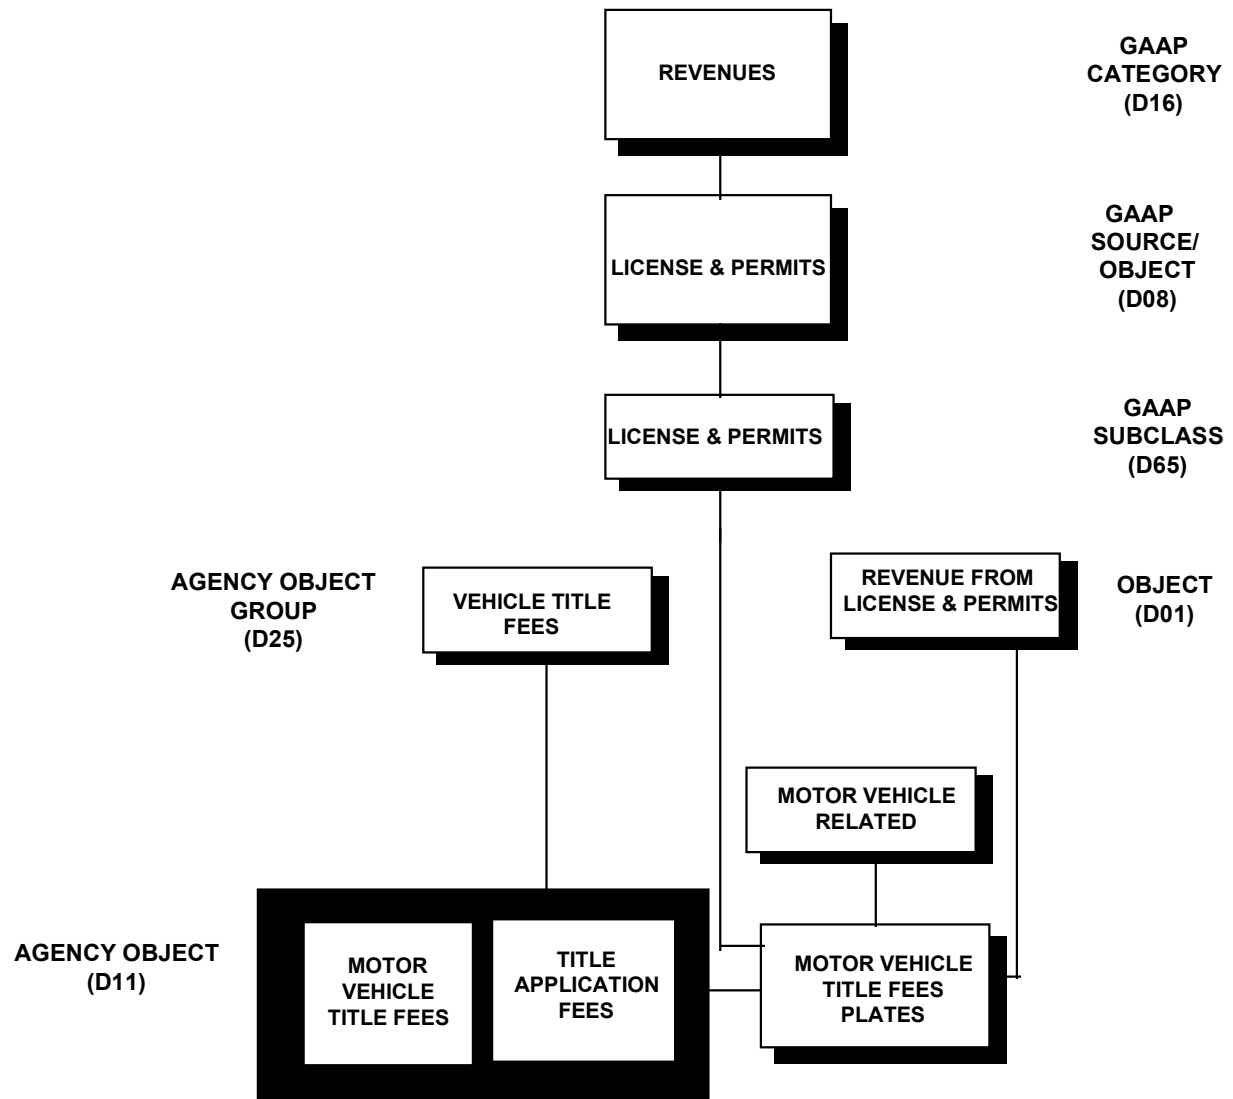 REVENUES
GAAP
CATEGORY
(D16)
LICENSE & PERMITS
GAAP
SOURCE/
OBJECT
(D08)
LICENSE & PERMITS
GAAP
SUBCLASS
(D65)
AGENCY OBJECT
GROUP
(D25)
VEHICLE TITLE
FEES
REVENUE FROM
LICENSE & PERMITS
OBJECT
(D01)
MOTOR VEHICLE
RELATED
AGENCY OBJECT
(D11)
MOTOR
VEHICLE
TITLE FEES
TITLE
APPLICATION
FEES
MOTOR VEHICLE
TITLE FEES
PLATES